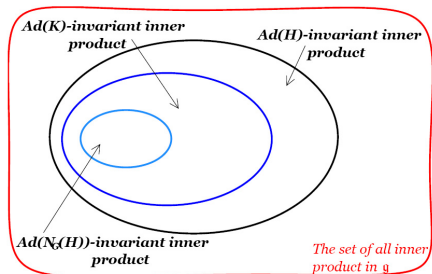 Ad(K)-invariant inner
product
Ad(H)-invariant inner
product
Ad(N_G(H))-invariant inner
product
The set of all inner
product in 𝔤